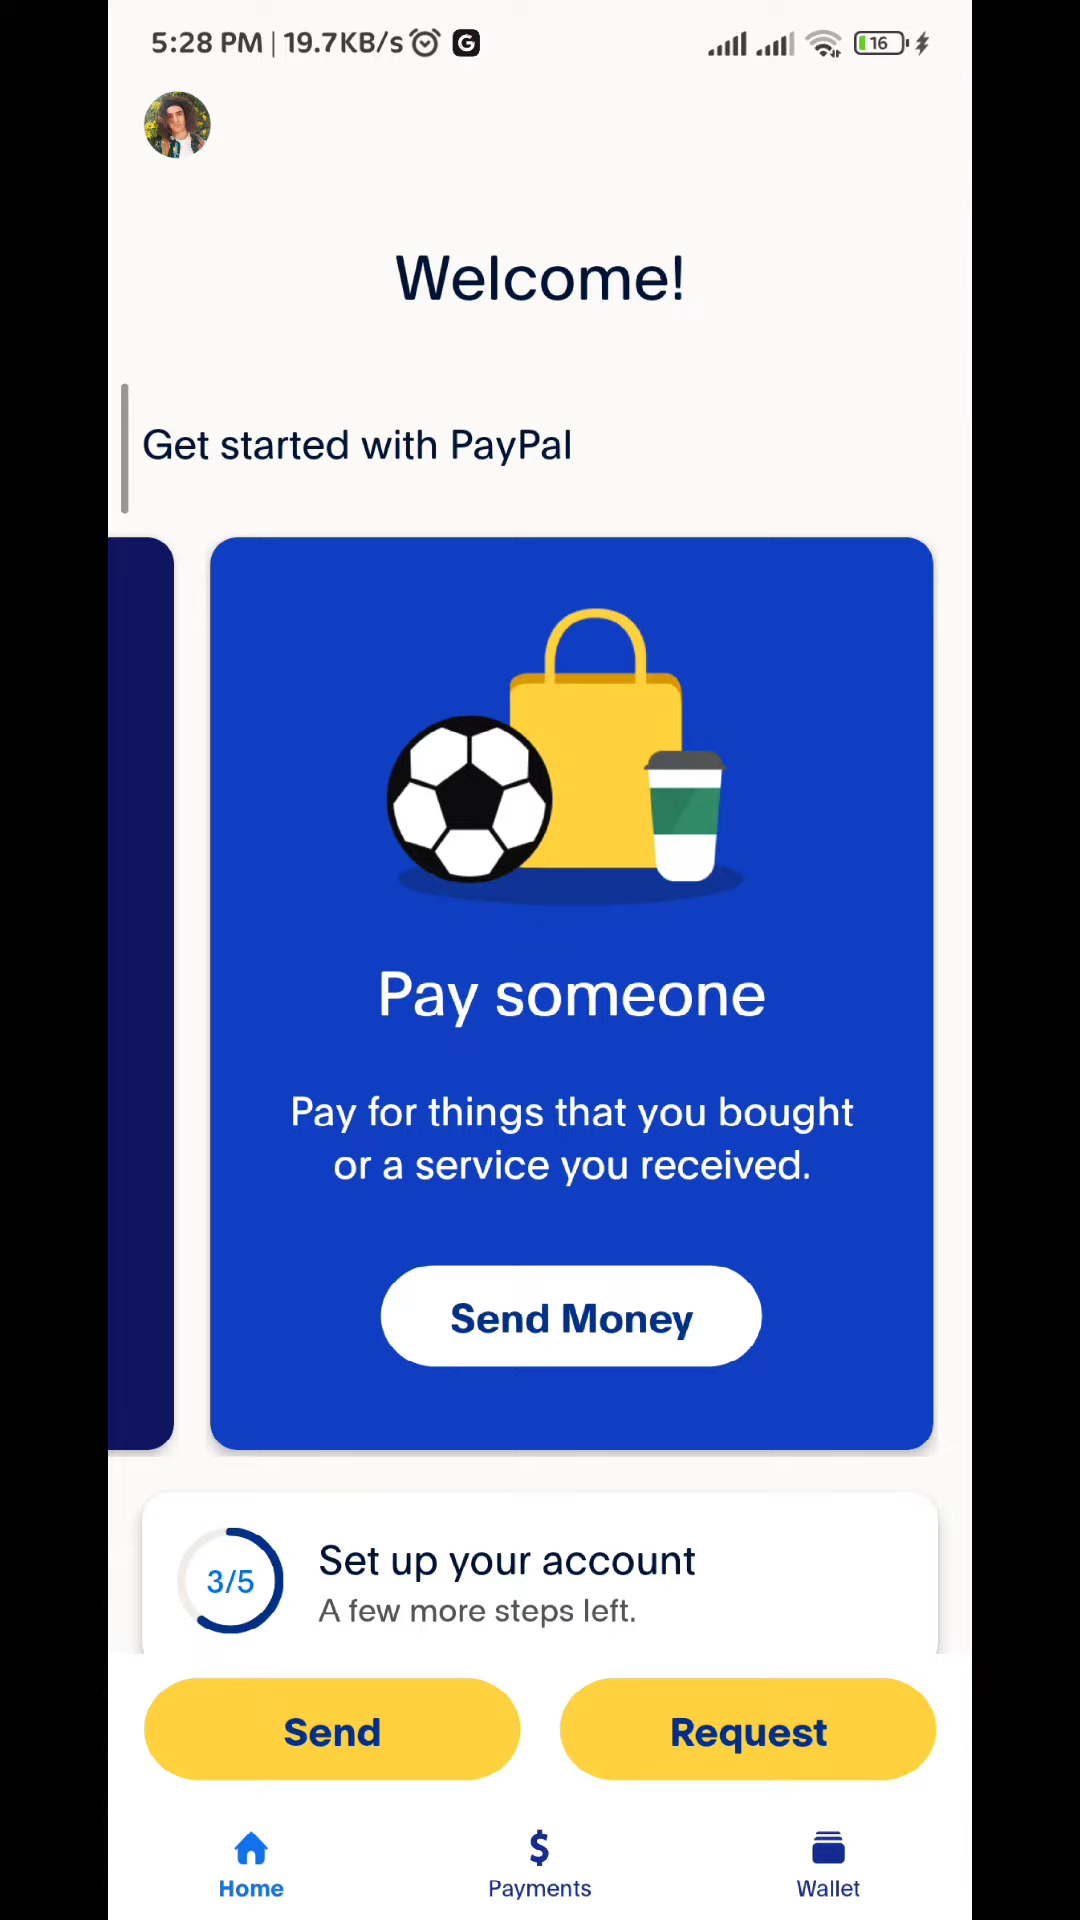 5:28 PM | 19.7KB/s G 16
Welcome!
Get started with PayPal
Pay someone
Pay for things that you bought
or a service you received.
Send Money
3/5
Set up your account
A few more steps left.
Send
Request
$
Home
Payments
Wallet